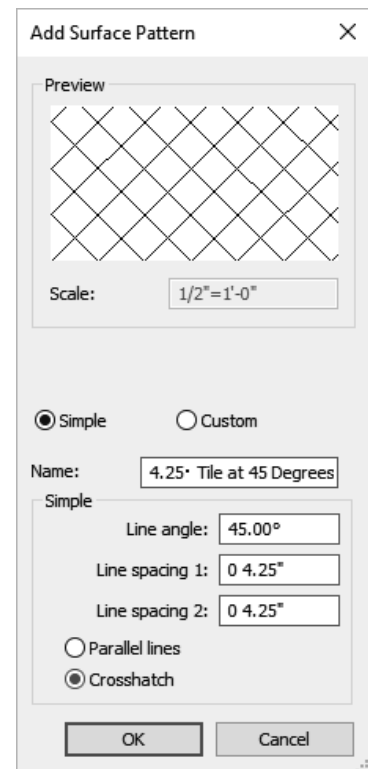 Add Surface Pattern
Preview
Scale: 1/2"=1'-0"
Simple Custom
Name: 4.25· Tile at 45 Degrees
Simple
Line angle: 45.00°
Line spacing 1: 0 4.25"
Line spacing 2: 0 4.25"
Parallel lines
Crosshatch
OK Cancel